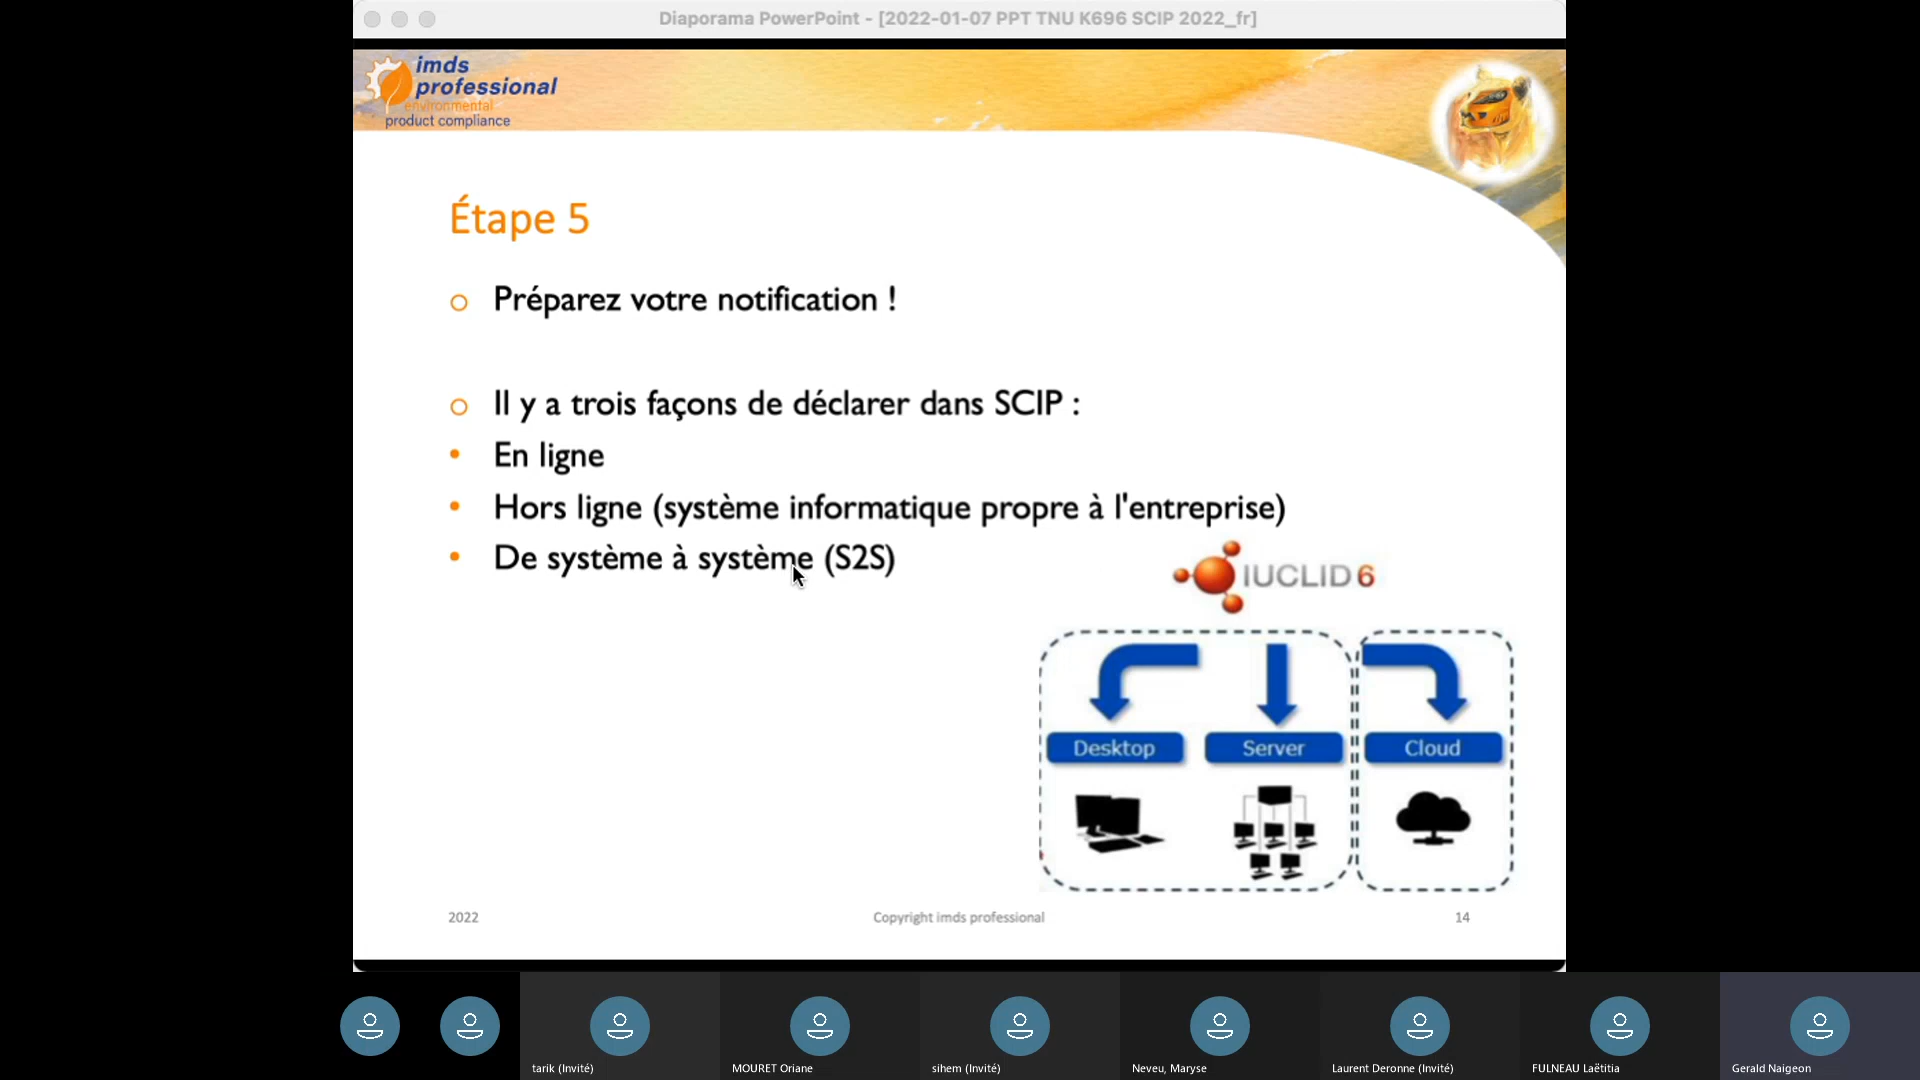 Diaporama PowerPoint - [2022-01-07 PPT TNU K696 SCIP 2022_fr]
imds
professional
environmental
product compliance
Étape 5
Préparez votre notification !
Il y a trois façons de déclarer dans SCIP :
En ligne
Hors ligne (système informatique propre à l'entreprise)
De système à système (S2S)
IUCLID 6
Desktop
Server
Cloud
2022
Copyright imds professional
14
tarik (Invité)
MOURET Oriane
sihem (Invité)
Neveu, Maryse
Laurent Deronne (Invité)
FULNEAU Laëtitia
Gerald Naigeon